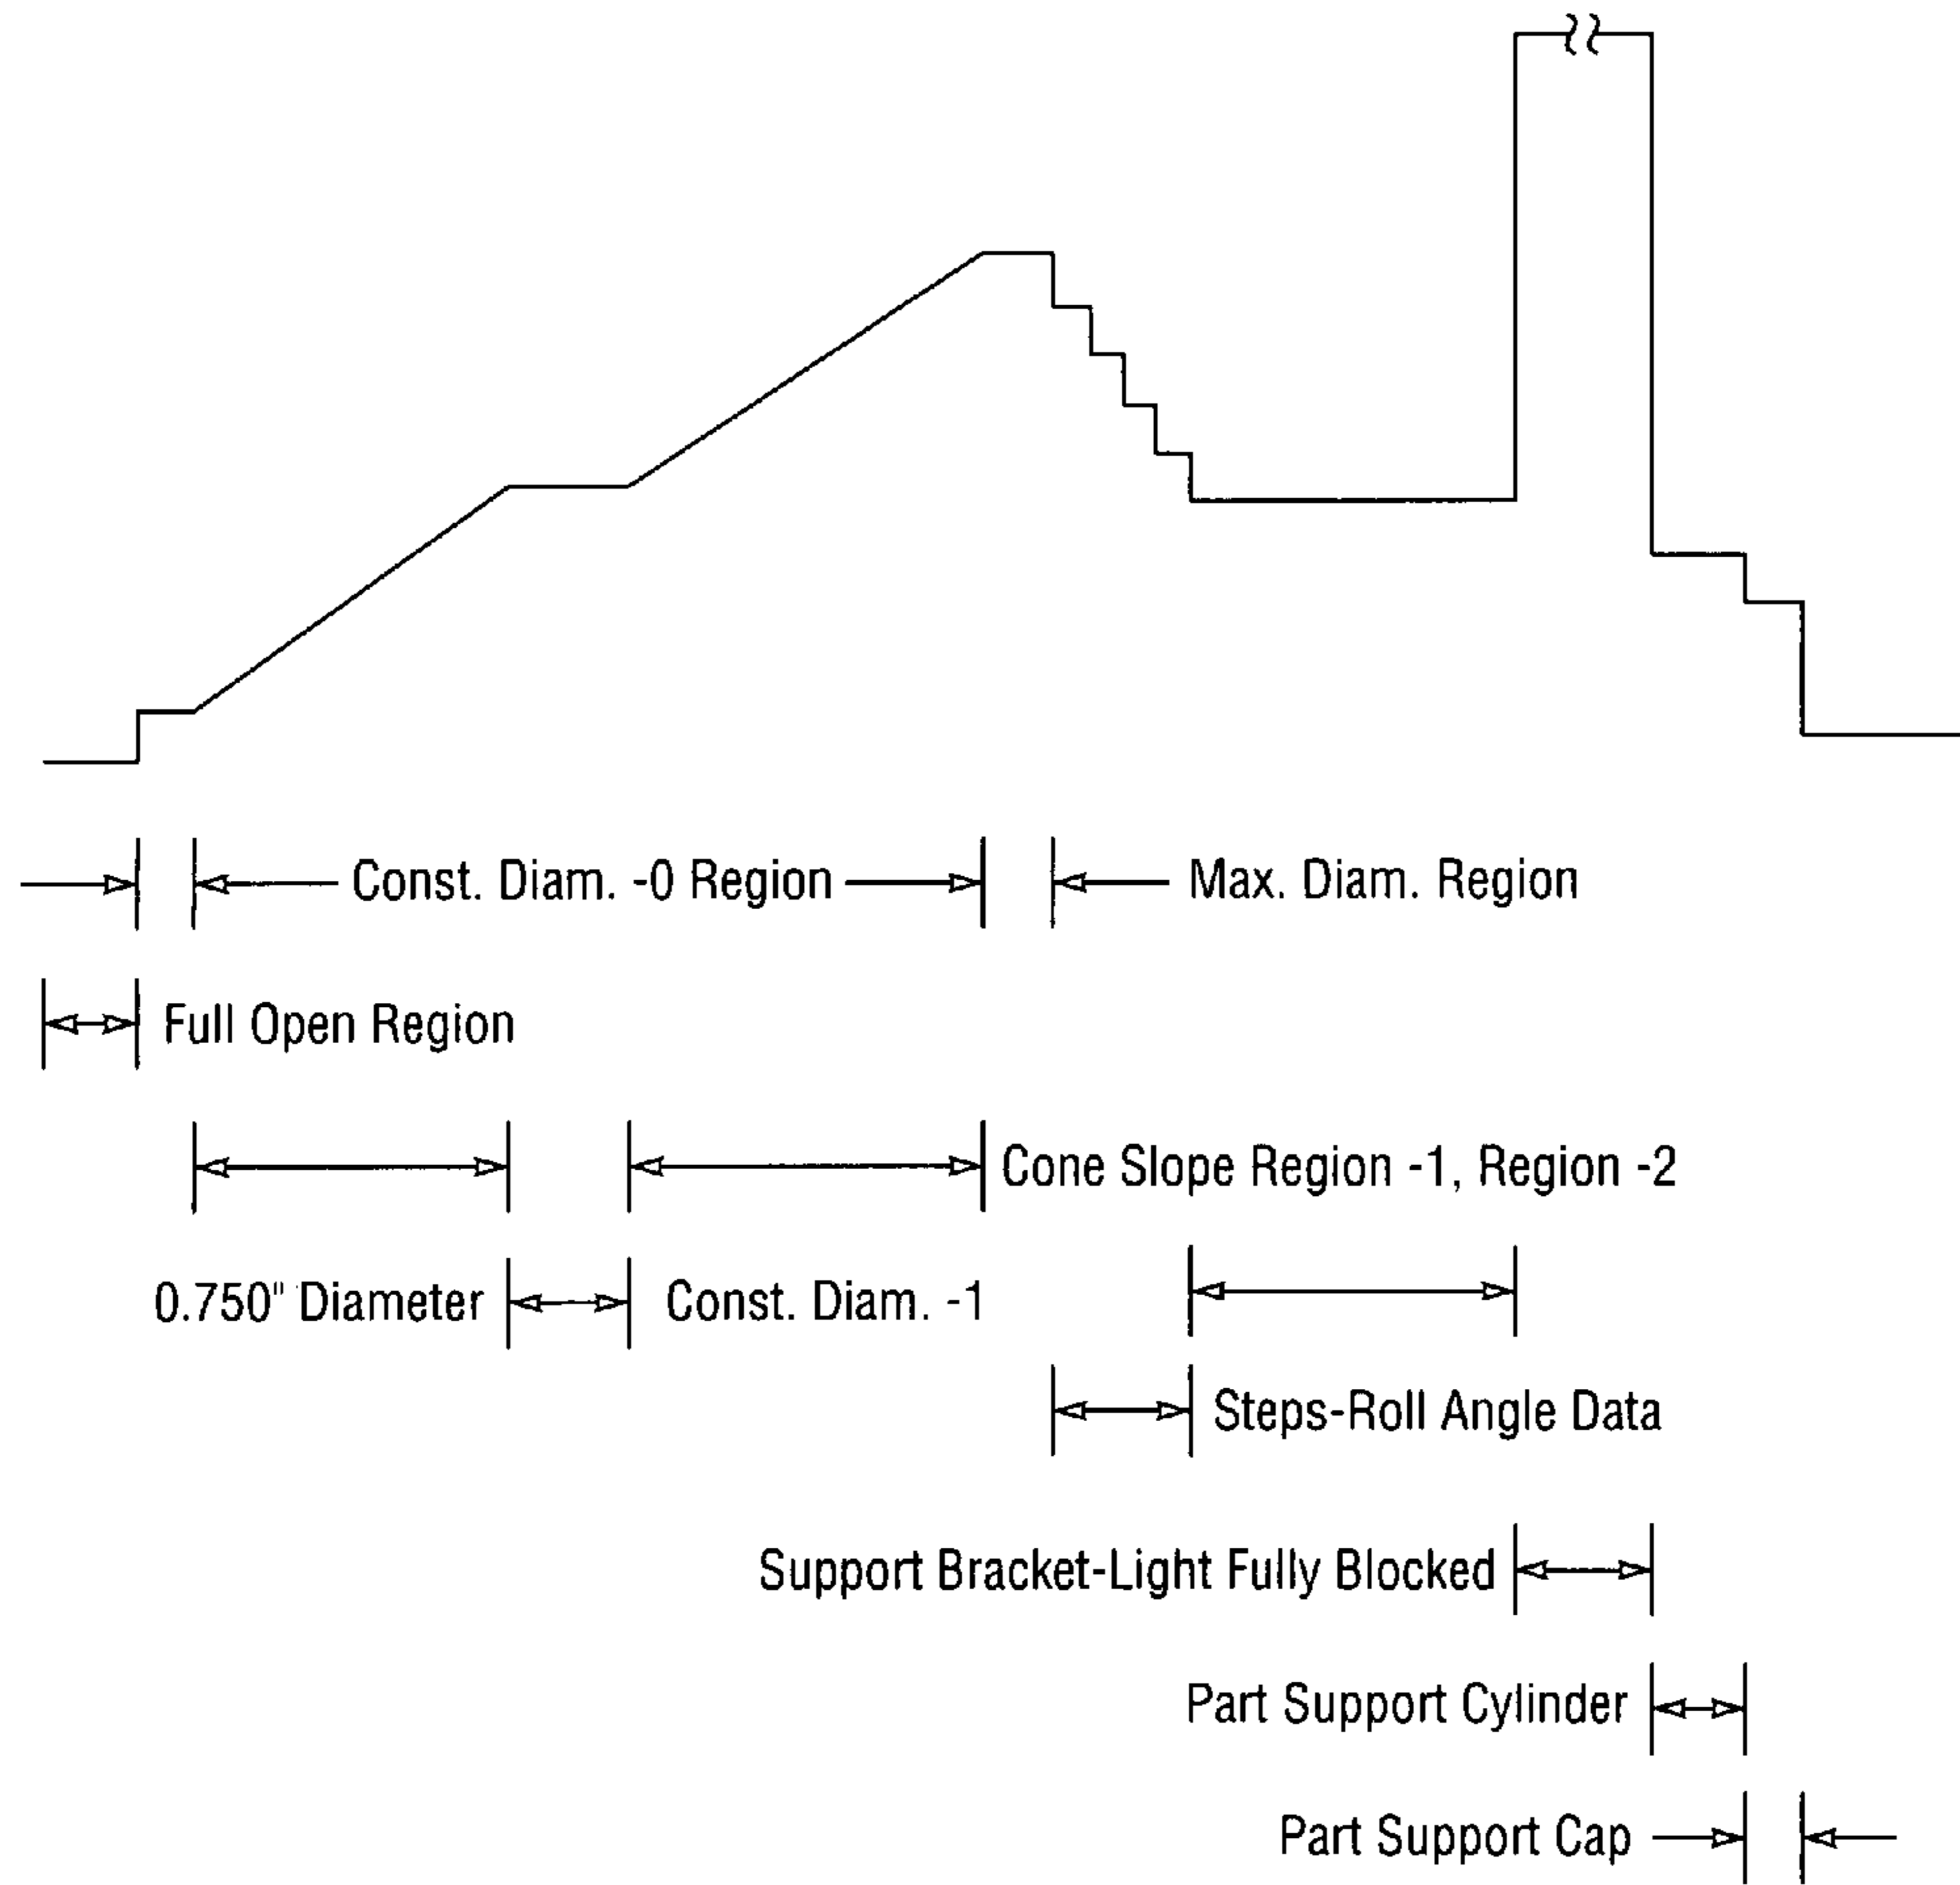 Const. Diam. -0 Region
Max. Diam. Region
Full Open Region
Cone Slope Region -1, Region -2
0.750" Diameter
Const. Diam. -1
Steps-Roll Angle Data
Support Bracket-Light Fully Blocked
Part Support Cylinder
Part Support Cap